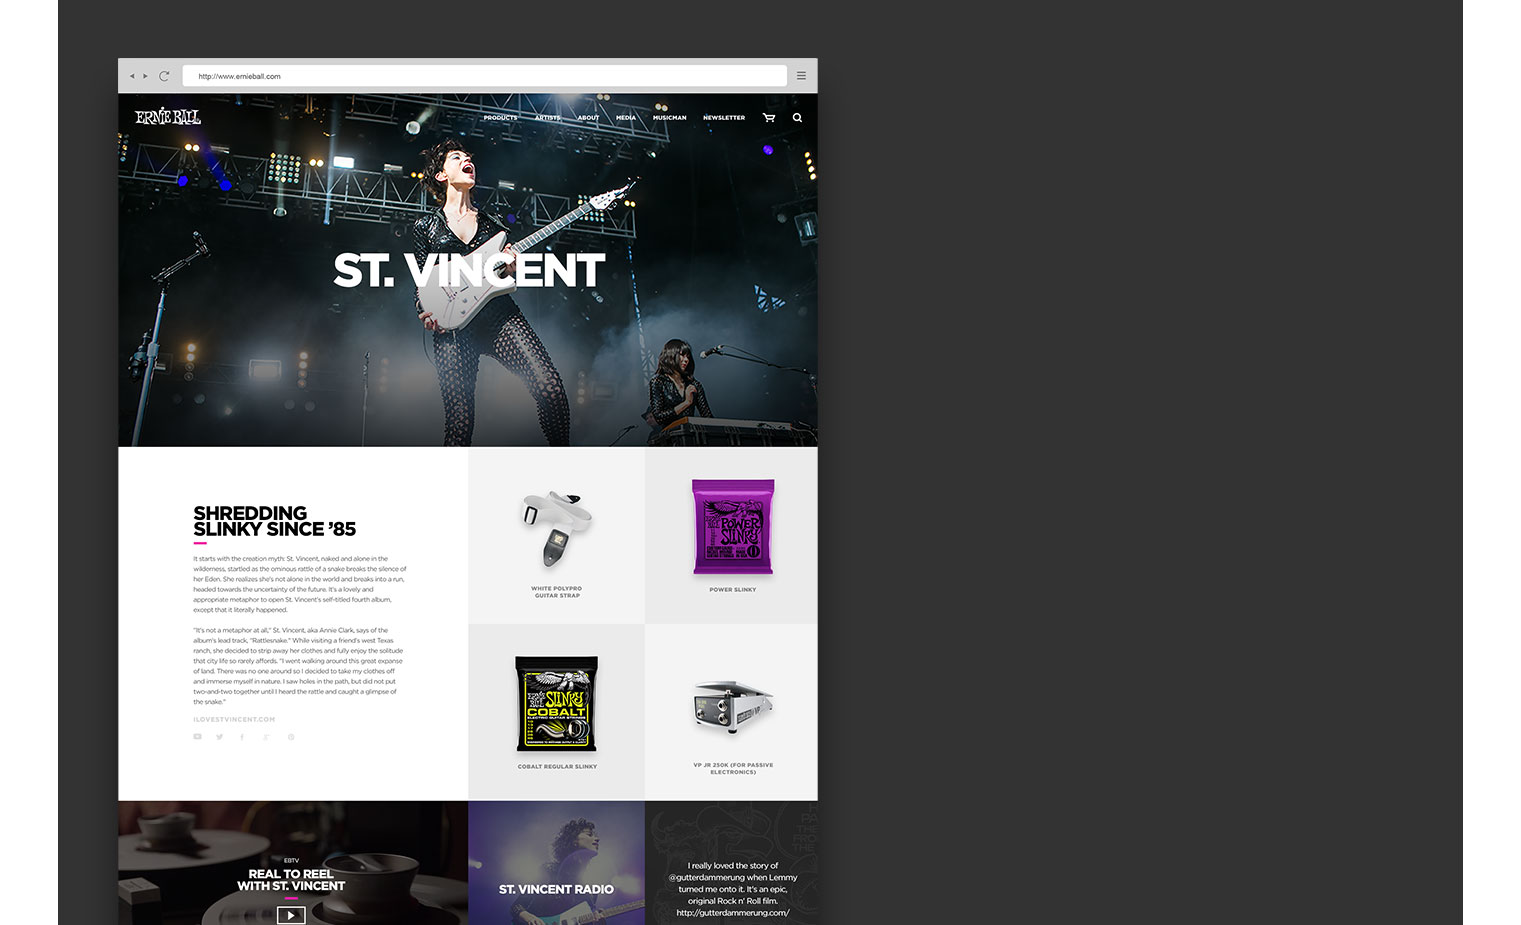 http://www.ernieball.com
ERNIE BALL
PRODUCTS
ARTISTS
ABOUT
MEDIA
MUSICMAN
NEWSLETTER
ST. VINCENT
SHREDDING
SLINKY SINCE ’85
It starts with the creation myth: St. Vincent, naked and alone in the
wilderness, startled as the ominous rattle of a snake breaks the silence of
her Eden. She realizes she's not alone in the world and breaks into a run,
headed towards the uncertainty of the future. It's a lovely and
appropriate metaphor to open St. Vincent's self-titled fourth album,
except that it literally happened.
"It's not a metaphor at all," St. Vincent, aka Annie Clark, says of the
album's lead track, "Rattlesnake." While visiting a friend's west Texas
ranch, she decided to strip away her clothes and fully enjoy the solitude
that city life so rarely affords. "I went walking around this great expanse
of land. There was no one around so I decided to take my clothes off
and immerse myself in nature. I saw holes in the path, but did not put
two-and-two together until I heard the rattle and caught a glimpse of
the snake."
ILOVESTVINCENT.COM
WHITE POLYPRO
GUITAR STRAP
ERNIE
BALL
POWER
SLINKY
POWER SLINKY
ERNIE
BALL
SLINKY
COBALT
ELECTRIC GUITAR STRINGS
COBALT REGULAR SLINKY
VP JR 250K (FOR PASSIVE
ELECTRONICS)
EBTV
REAL TO REEL
WITH ST. VINCENT
ST. VINCENT RADIO
I really loved the story of
@gutterdammerung when Lemmy
turned me onto it. It's an epic,
original Rock n' Roll film.
http://gutterdammerung.com/